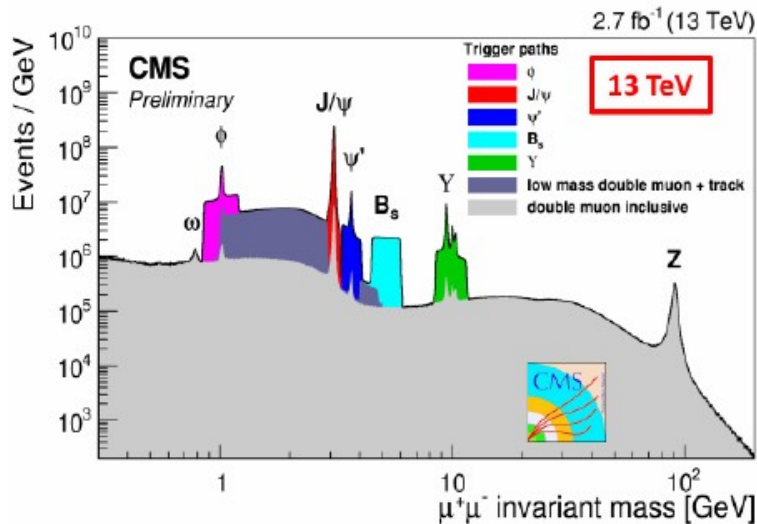 2.7 fb⁻¹ (13 TeV)
Events / GeV
10¹⁰
10⁹
10⁸
10⁷
10⁶
10⁵
10⁴
10³
CMS
Preliminary
Trigger paths
ϕ
J/ψ
ψ'
Bₛ
Υ
low mass double muon + track
double muon inclusive
13 TeV
ω
ϕ
J/ψ
ψ'
Bₛ
Υ
Z
CMS
1
10
10²
μ⁺μ⁻ invariant mass [GeV]